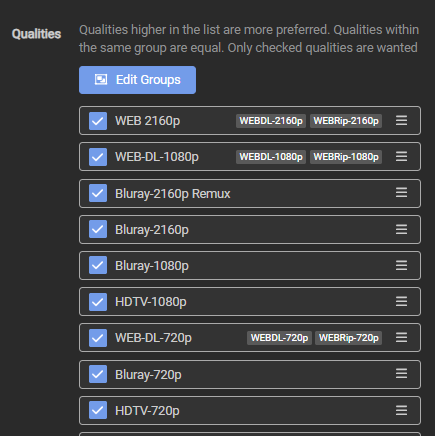 Qualities
Qualities higher in the list are more preferred. Qualities within
the same group are equal. Only checked qualities are wanted
Edit Groups
WEB 2160p WEBDL-2160p WEBRip-2160p
WEB-DL-1080p WEBDL-1080p WEBRip-1080p
Bluray-2160p Remux
Bluray-2160p
Bluray-1080p
HDTV-1080p
WEB-DL-720p WEBDL-720p WEBRip-720p
Bluray-720p
HDTV-720p